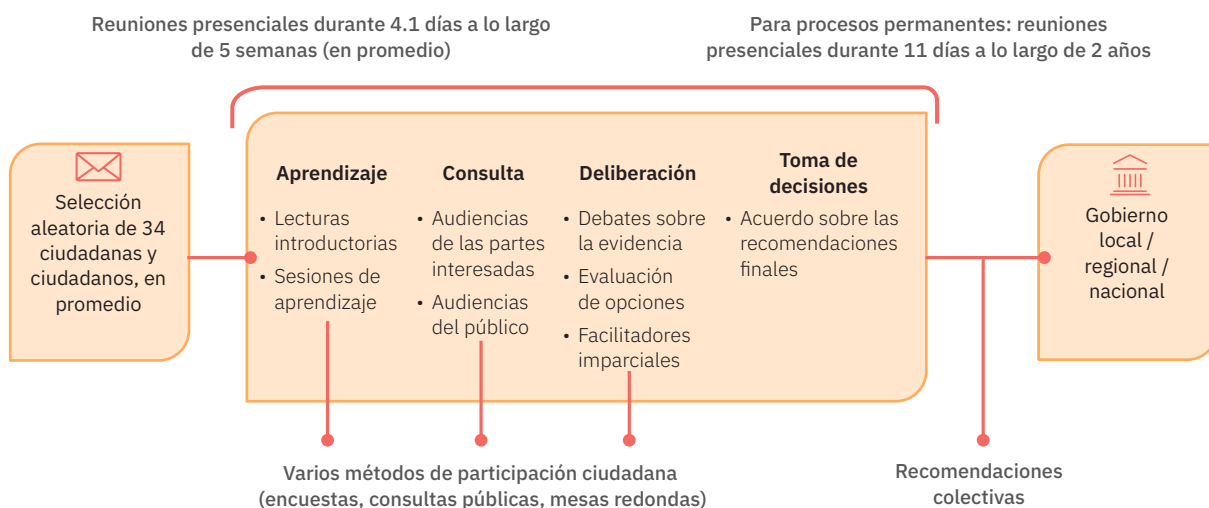 Reuniones presenciales durante 4.1 días a lo largo
de 5 semanas (en promedio)
Para procesos permanentes: reuniones
presenciales durante 11 días a lo largo de 2 años
Selección
aleatoria de 34
ciudadanas y
ciudadanos, en
promedio
Aprendizaje
• Lecturas
introductorias
• Sesiones de
aprendizaje
Consulta
• Audiencias
de las partes
interesadas
• Audiencias
del público
Deliberación
• Debates sobre
la evidencia
• Evaluación
de opciones
• Facilitadores
imparciales
Toma de
decisiones
• Acuerdo sobre las
recomendaciones
finales
Gobierno
local /
regional /
nacional
Varios métodos de participación ciudadana
(encuestas, consultas públicas, mesas redondas)
Recomendaciones
colectivas